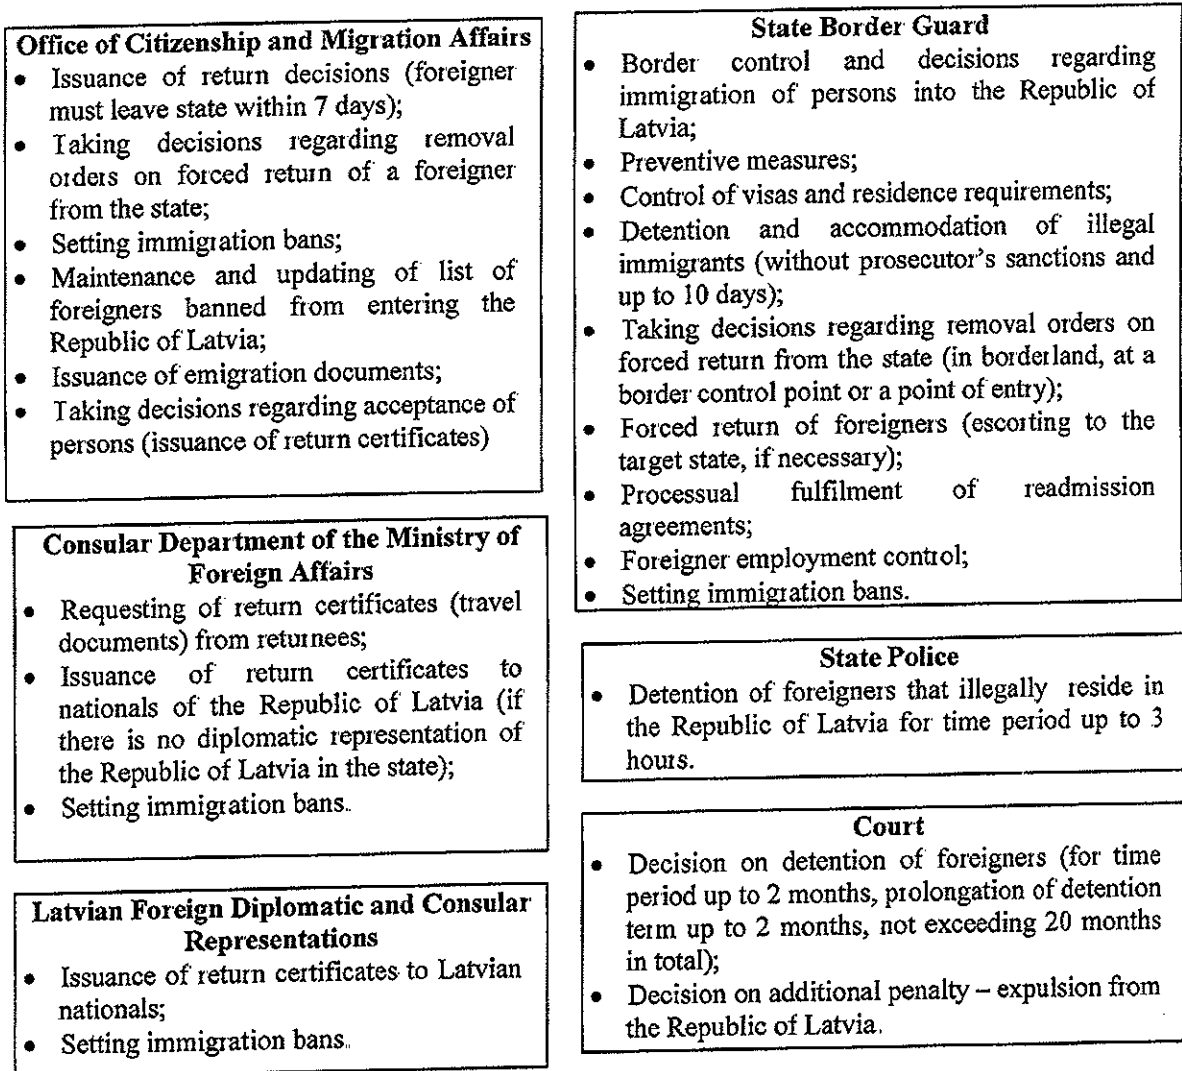 Office of Citizenship and Migration Affairs
• Issuance of return decisions (foreigner
must leave state within 7 days);
• Taking decisions regarding removal
orders on forced return of a foreigner
from the state;
• Setting immigration bans;
• Maintenance and updating of list of
foreigners banned from entering the
Republic of Latvia;
• Issuance of emigration documents;
• Taking decisions regarding acceptance of
persons (issuance of return certificates)
Consular Department of the Ministry of
Foreign Affairs
• Requesting of return certificates (travel
documents) from returnees;
• Issuance of return certificates to
nationals of the Republic of Latvia (if
there is no diplomatic representation of
the Republic of Latvia in the state);
• Setting immigration bans.
Latvian Foreign Diplomatic and Consular
Representations
• Issuance of return certificates to Latvian
nationals;
• Setting immigration bans.
State Border Guard
• Border control and decisions regarding
immigration of persons into the Republic of
Latvia;
• Preventive measures;
• Control of visas and residence requirements;
• Detention and accommodation of illegal
immigrants (without prosecutor's sanctions and
up to 10 days);
• Taking decisions regarding removal orders on
forced return from the state (in borderland, at a
border control point or a point of entry);
• Forced return of foreigners (escorting to the
target state, if necessary);
• Processual fulfilment of readmission
agreements;
• Foreigner employment control;
• Setting immigration bans.
State Police
• Detention of foreigners that illegally reside in
the Republic of Latvia for time period up to 3
hours.
Court
• Decision on detention of foreigners (for time
period up to 2 months, prolongation of detention
term up to 2 months, not exceeding 20 months
in total);
• Decision on additional penalty – expulsion from
the Republic of Latvia.